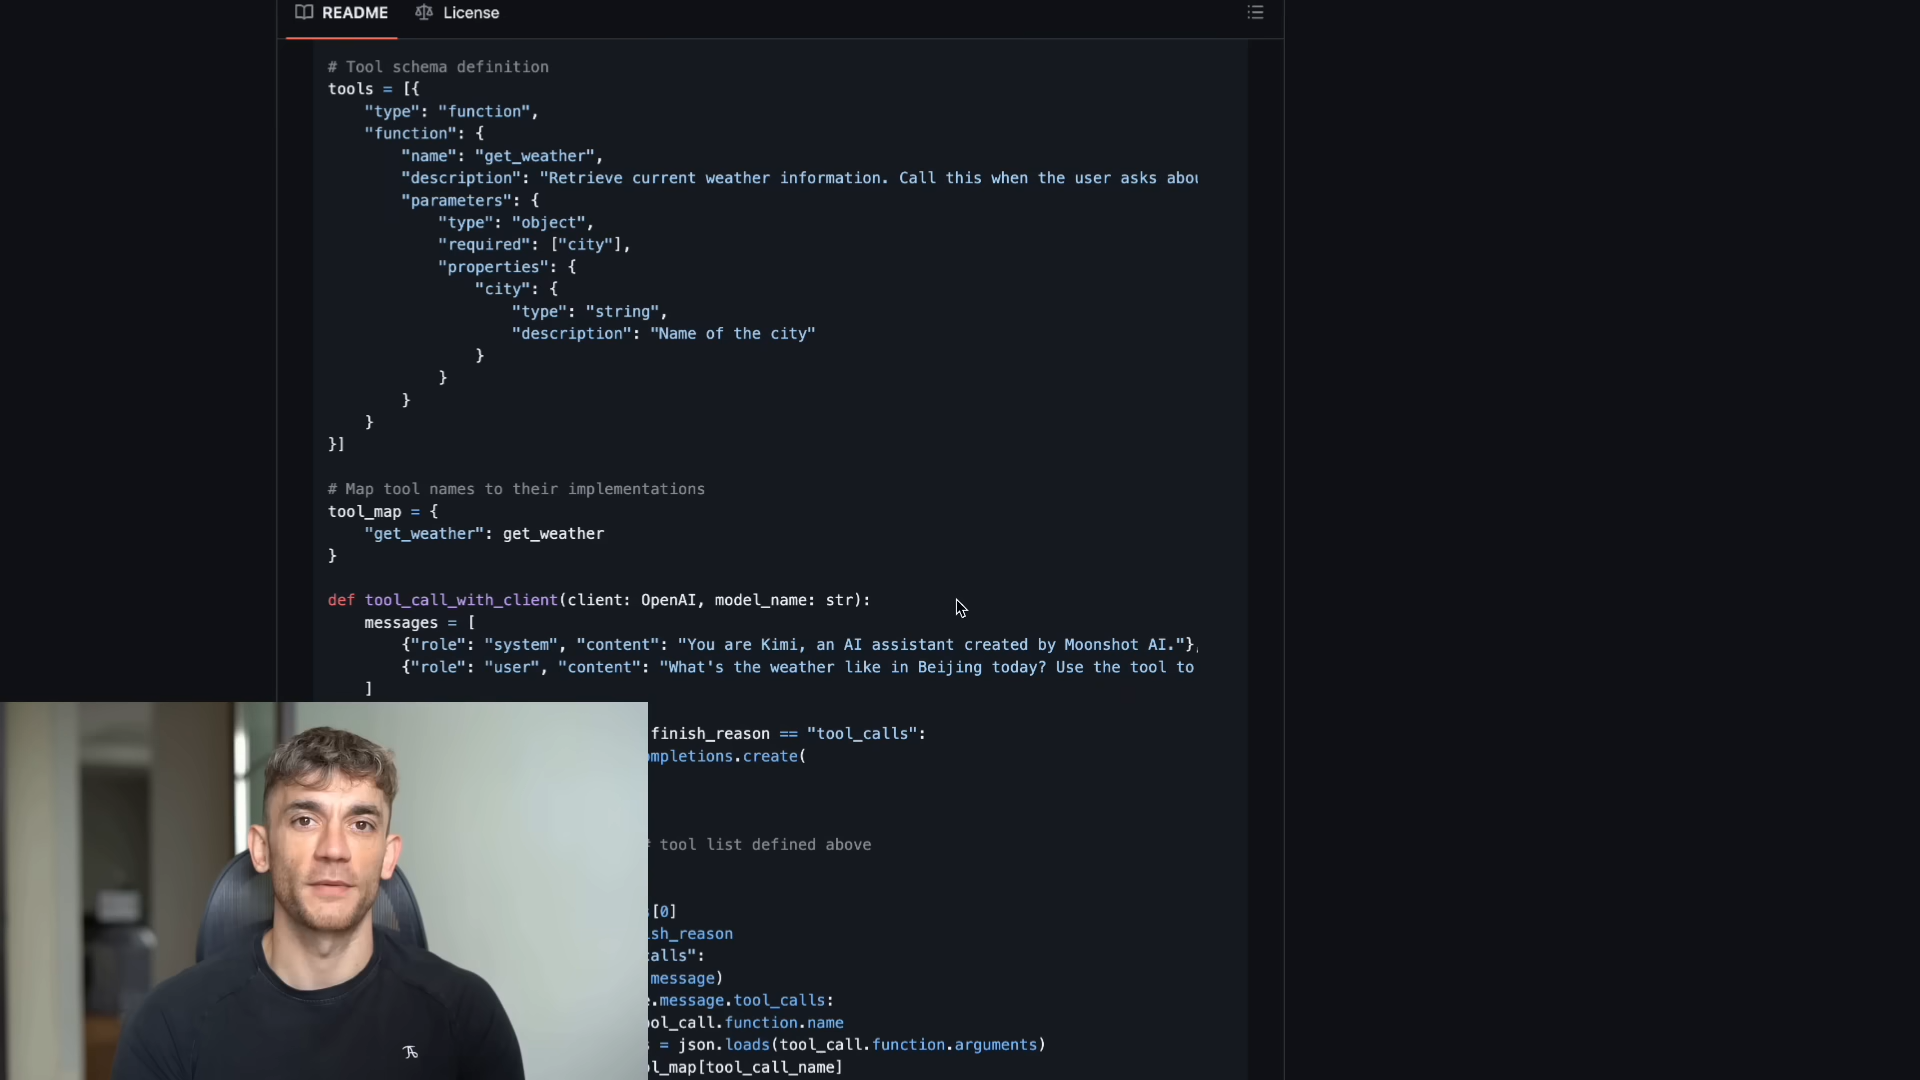 README
License
# Tool schema definition
tools = [{
"type": "function",
"function": {
"name": "get_weather",
"description": "Retrieve current weather information. Call this when the user asks
"parameters": {
"type": "object",
"required": ["city"],
"properties": {
"city": {
"type": "string",
"description": "Name of the city"
}
}
}
}
}]
# Map tool names to their implementations
tool_map = {
"get_weather": get_weather
}
def tool_call_with_client(client: OpenAI, model_name: str):
messages = [
{"role": "system", "content": "You are Kimi, an AI assistant created by Moonshot AI."},
{"role": "user", "content": "What's the weather like in Beijing today? Use the tool to
]
finish_reason == "tool_calls":
mpletions.create(
# tool list defined above
[0]
sh_reason
calls":
message)
.message.tool_calls:
ol_call.function.name
= json.loads(tool_call.function.arguments)
l_map[tool_call_name]